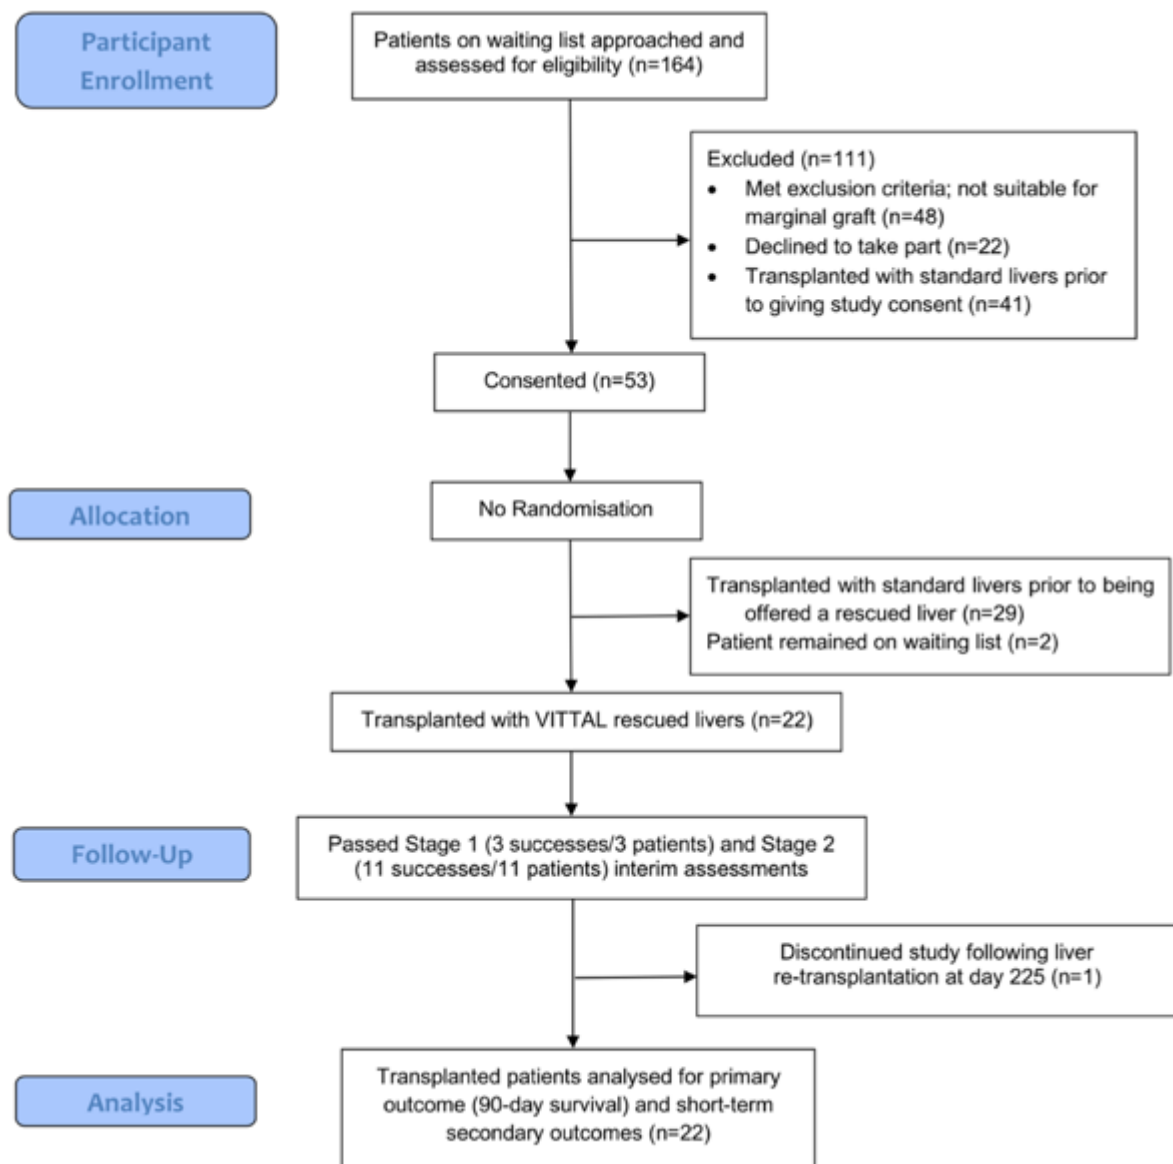 Participant
Enrollment
Patients on waiting list approached and
assessed for eligibility (n=164)
Excluded (n=111)
• Met exclusion criteria; not suitable for
marginal graft (n=48)
• Declined to take part (n=22)
• Transplanted with standard livers prior
to giving study consent (n=41)
Consented (n=53)
Allocation
No Randomisation
Transplanted with standard livers prior to being
offered a rescued liver (n=29)
Patient remained on waiting list (n=2)
Transplanted with VITTAL rescued livers (n=22)
Follow-Up
Passed Stage 1 (3 successes/3 patients) and Stage 2
(11 successes/11 patients) interim assessments
Discontinued study following liver
re-transplantation at day 225 (n=1)
Analysis
Transplanted patients analysed for primary
outcome (90-day survival) and short-term
secondary outcomes (n=22)